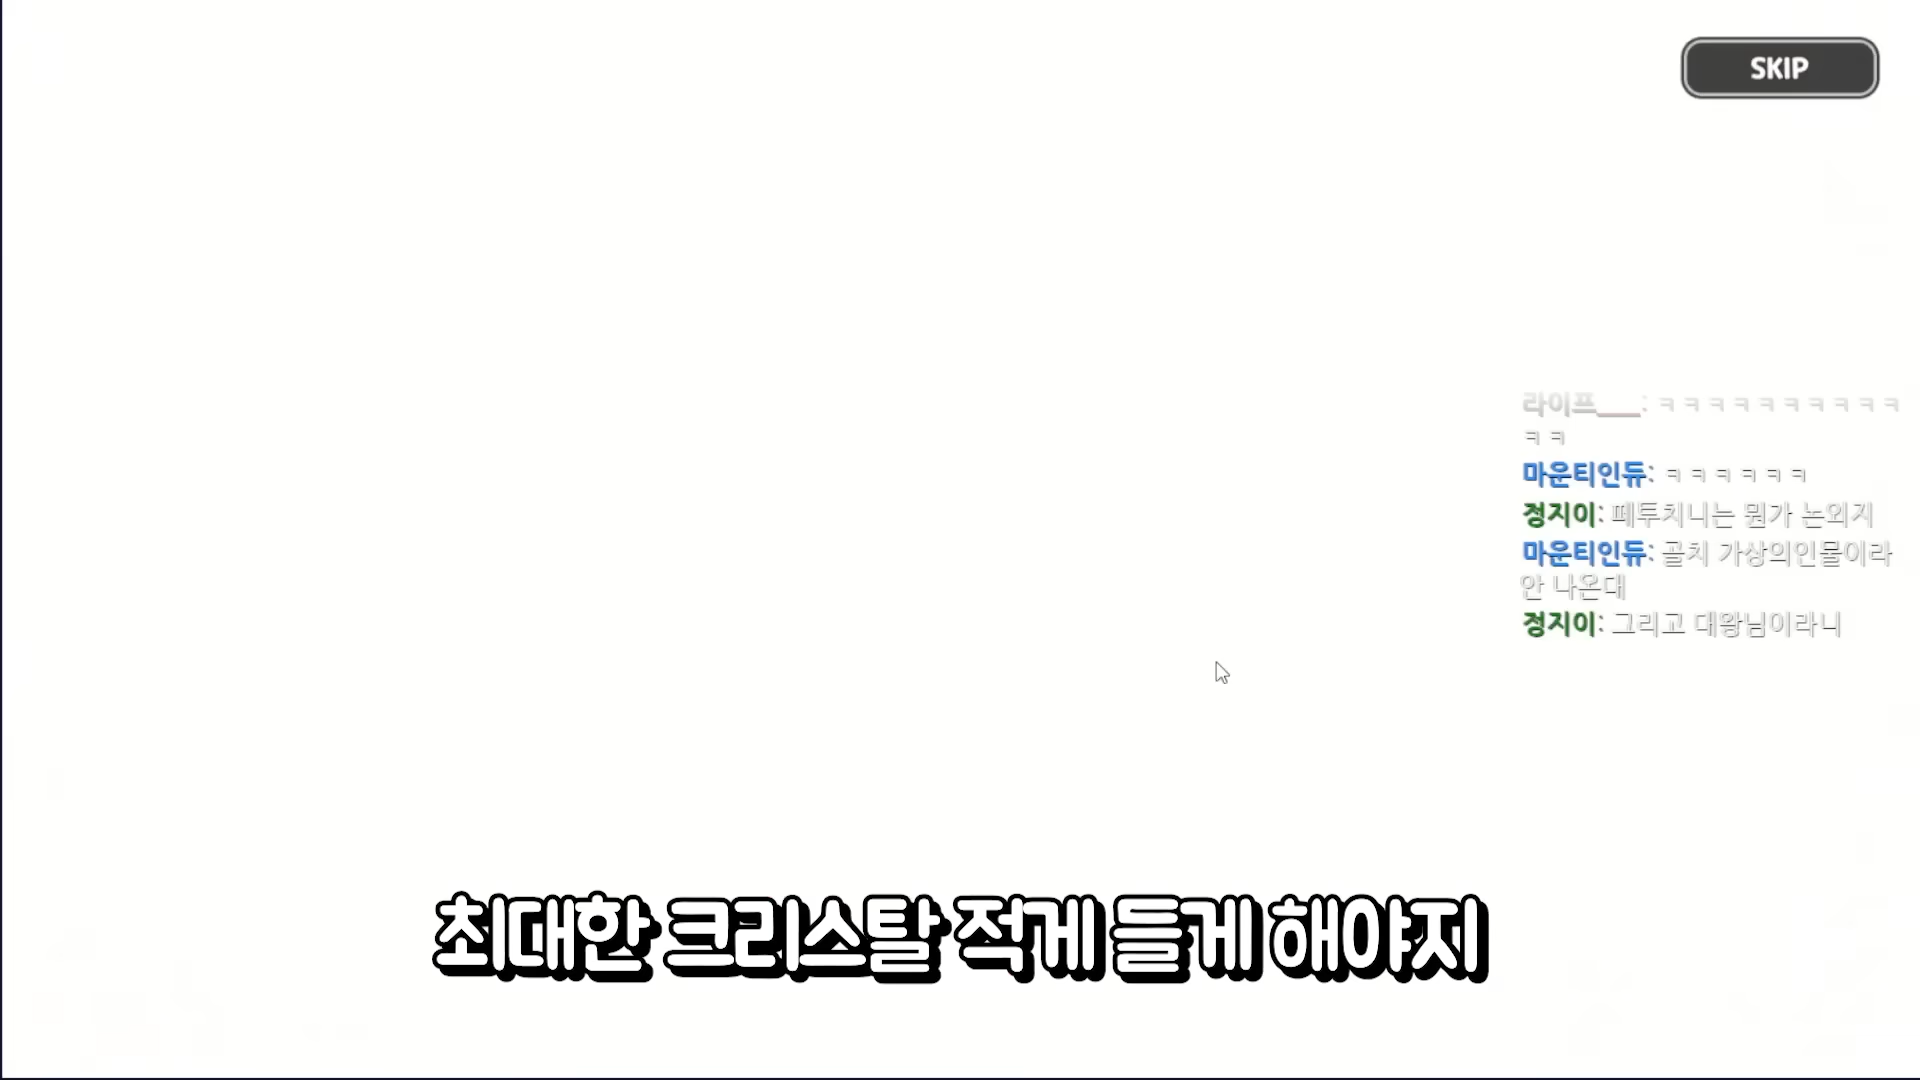 SKIP
라이프___: ㅋㅋㅋㅋㅋㅋㅋㅋㅋㅋ
ㅋㅋ
마운티인듀: ㅋㅋㅋㅋㅋㅋ
정지이: 떼투치니는 뭔가 논외지
마운티인듀: 골치 가상의인물이라
안 나온대
정지이: 그리고 대왕님이라니
최대한 크리스탈 적게 들게 해야지